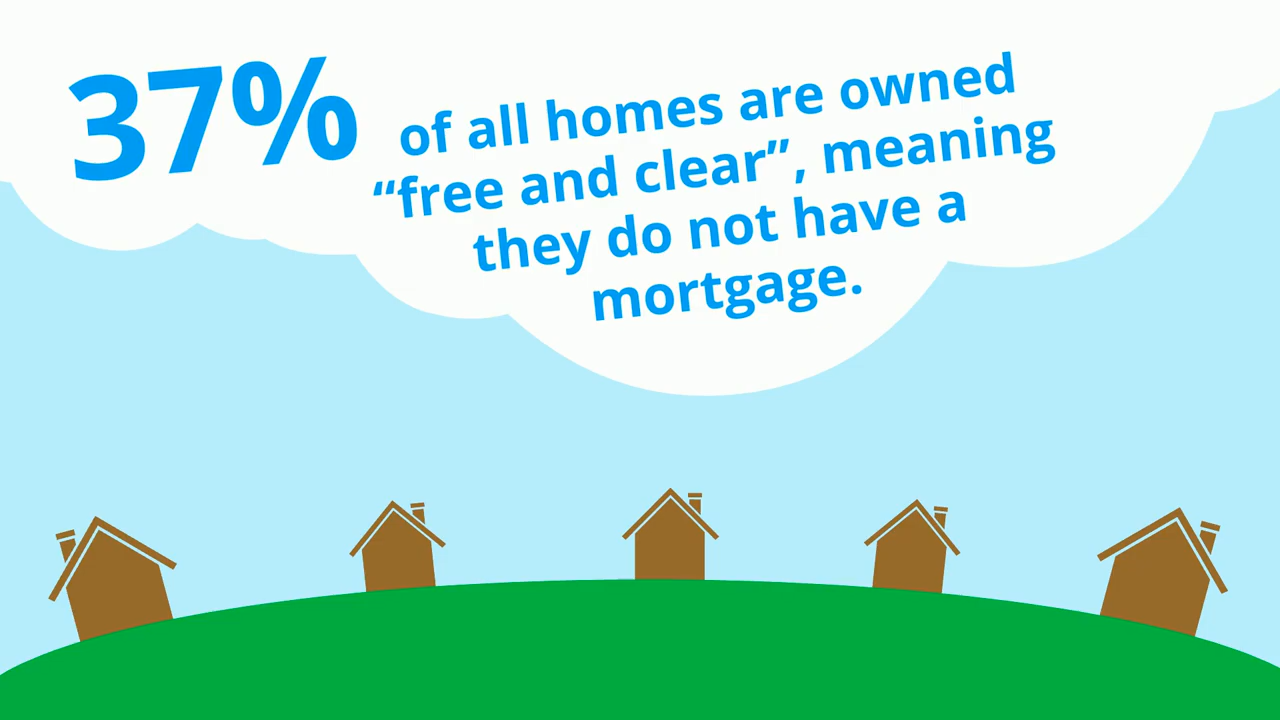 37%
of all homes are owned
“free and clear”, meaning
they do not have a
mortgage.